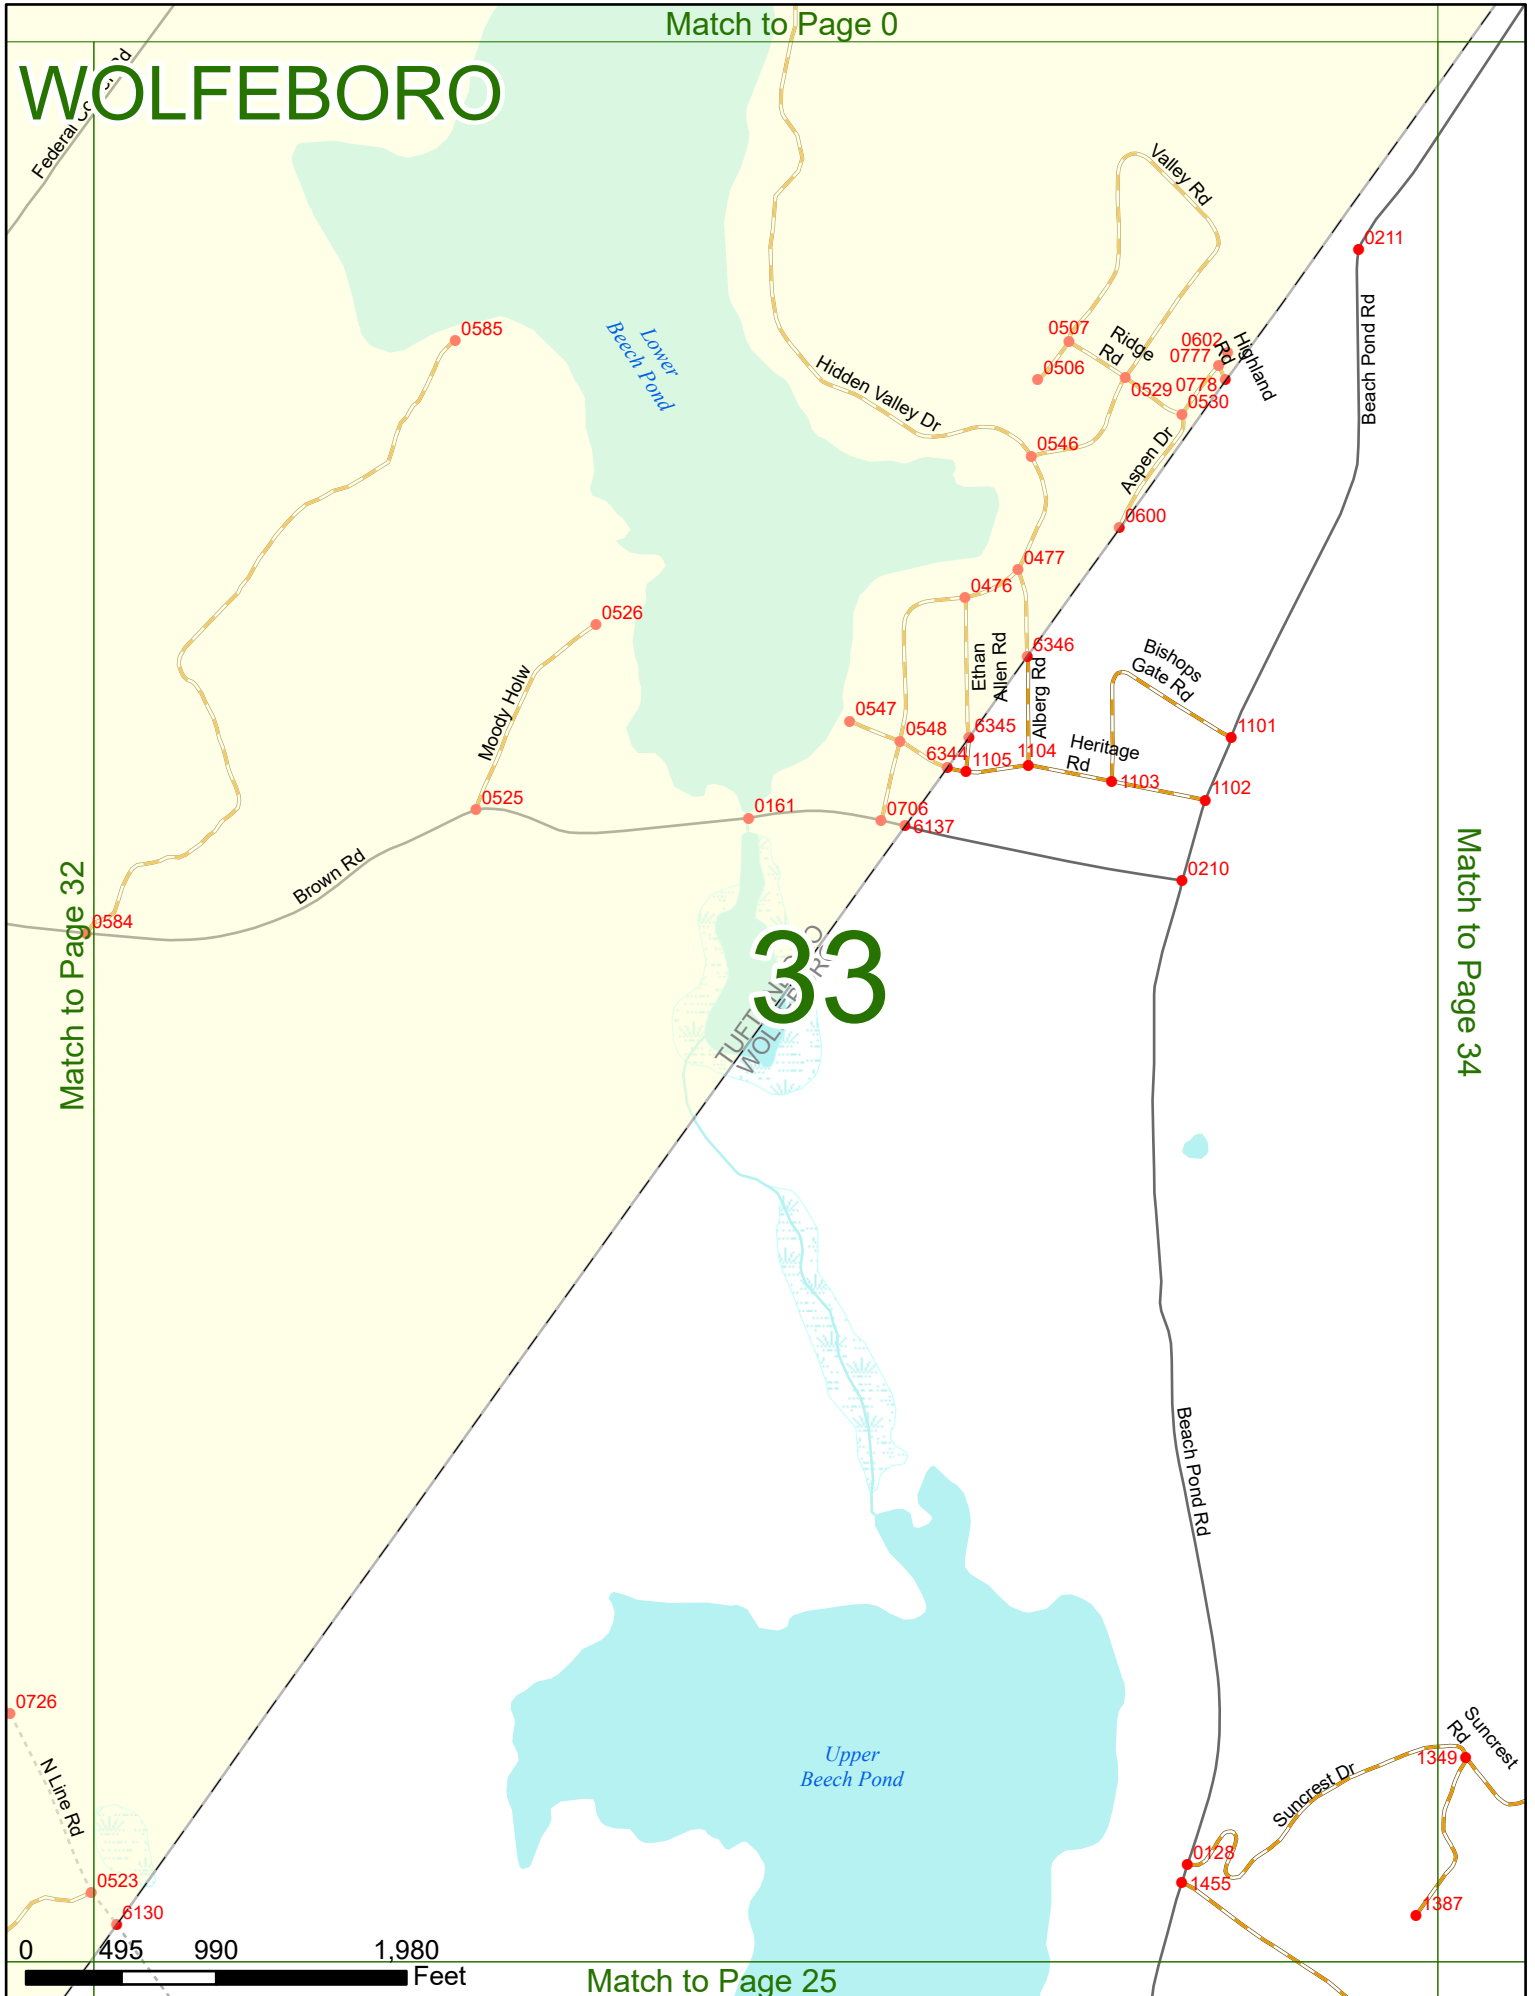 Match to Page 0
WOLFEBORO
Federal Rd
Valley Rd
0211
Beach Pond Rd
0585
Lower
Beech Pond
0507
Ridge
Rd
0602
0777
Highland
Rd
0506
0529
0778
0530
Hidden Valley Dr
0546
Aspen Dr
0600
0477
0476
0526
Ethan
Allen Rd
6346
Alberg Rd
Bishops
Gate Rd
Moody Holw
0547
0548
6345
1101
6344
1105
1104
Heritage
Rd
1103
1102
0525
0161
0706
6137
0210
Brown Rd
Match to Page 32
0584
Match to Page 34
33
Beach Pond Rd
0726
N Line Rd
Upper
Beech Pond
Suncrest
Rd
1349
Suncrest Dr
0128
1455
1387
0523
6130
0 495 990 1,980
Feet
Match to Page 25